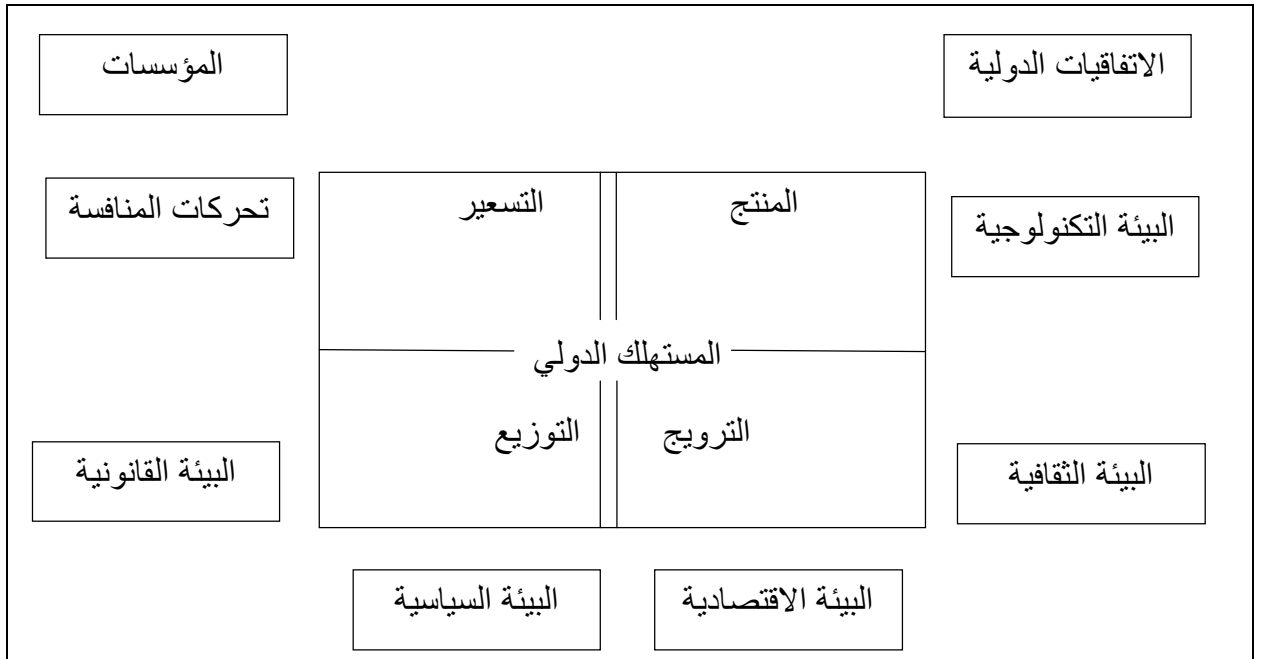 الاتفاقيات الدولية
المؤسسات
البيئة التكنولوجية
المنتج
التسعير
تحركات المنافسة
المستهلك الدولي
البيئة الثقافية
الترويج
التوزيع
البيئة القانونية
البيئة الاقتصادية
البيئة السياسية